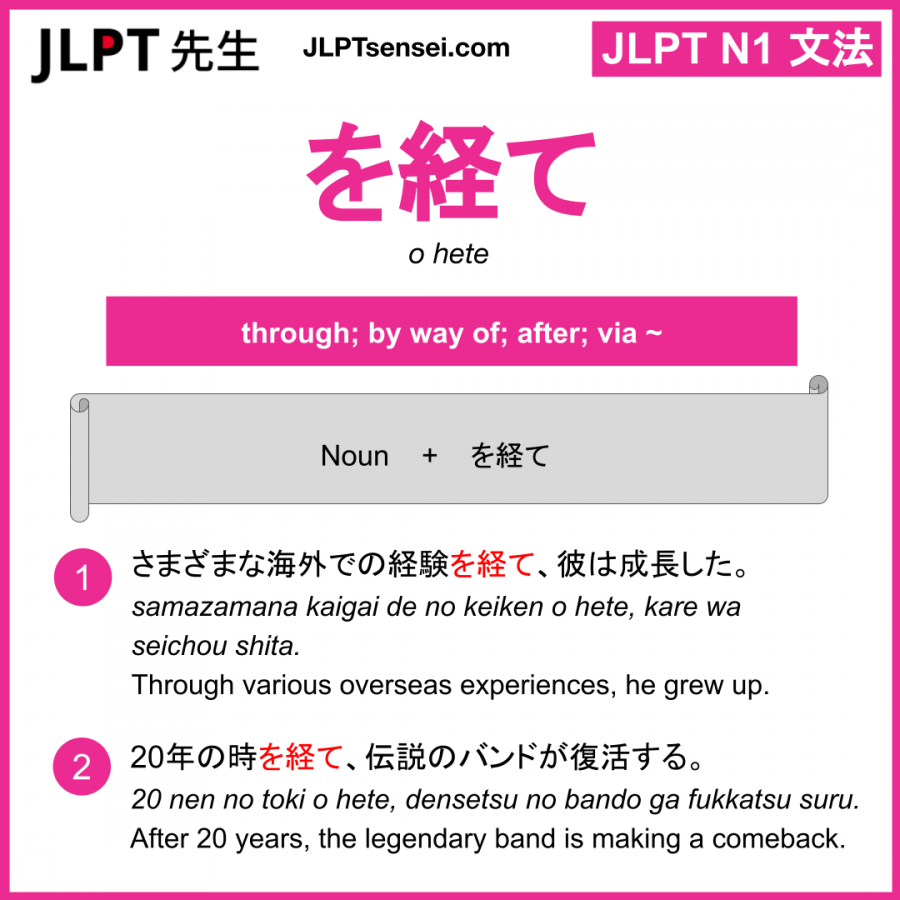 JLPT 先生 JLPTsensei.com JLPT N1 文法
を経て
o hete
through; by way of; after; via ~
Noun + を経て
1 さまざまな海外での経験を経て、彼は成長した。
samazamana kaigai de no keiken o hete, kare wa
seichou shita.
Through various overseas experiences, he grew up.
2 20年の時を経て、伝説のバンドが復活する。
20 nen no toki o hete, densetsu no bando ga fukkatsu suru.
After 20 years, the legendary band is making a comeback.